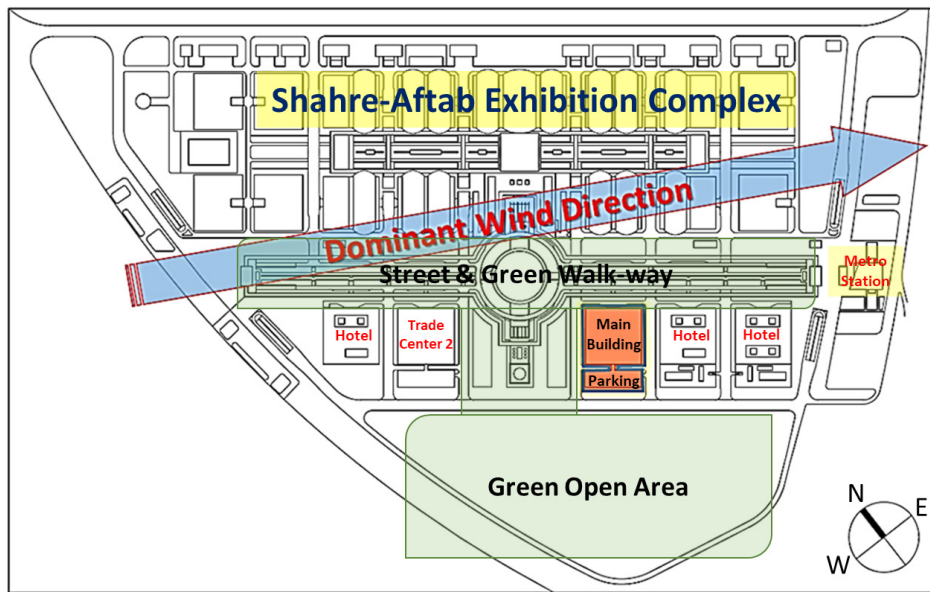 Shahre-Aftab Exhibition Complex
Dominant Wind Direction
Street & Green Walk-way
Metro
Station
Hotel
Trade
Center 2
Main
Building
Parking
Hotel
Hotel
Green Open Area
N
E
W